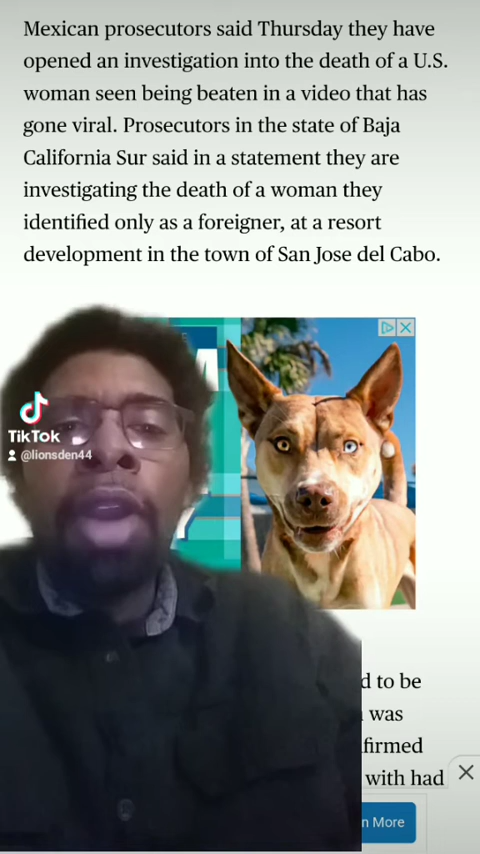 Mexican prosecutors said Thursday they have
opened an investigation into the death of a U.S.
woman seen being beaten in a video that has
gone viral. Prosecutors in the state of Baja
California Sur said in a statement they are
investigating the death of a woman they
identified only as a foreigner, at a resort
development in the town of San Jose del Cabo.
TikTok
@lionsden44
d to be
was
firmed
with had
n More